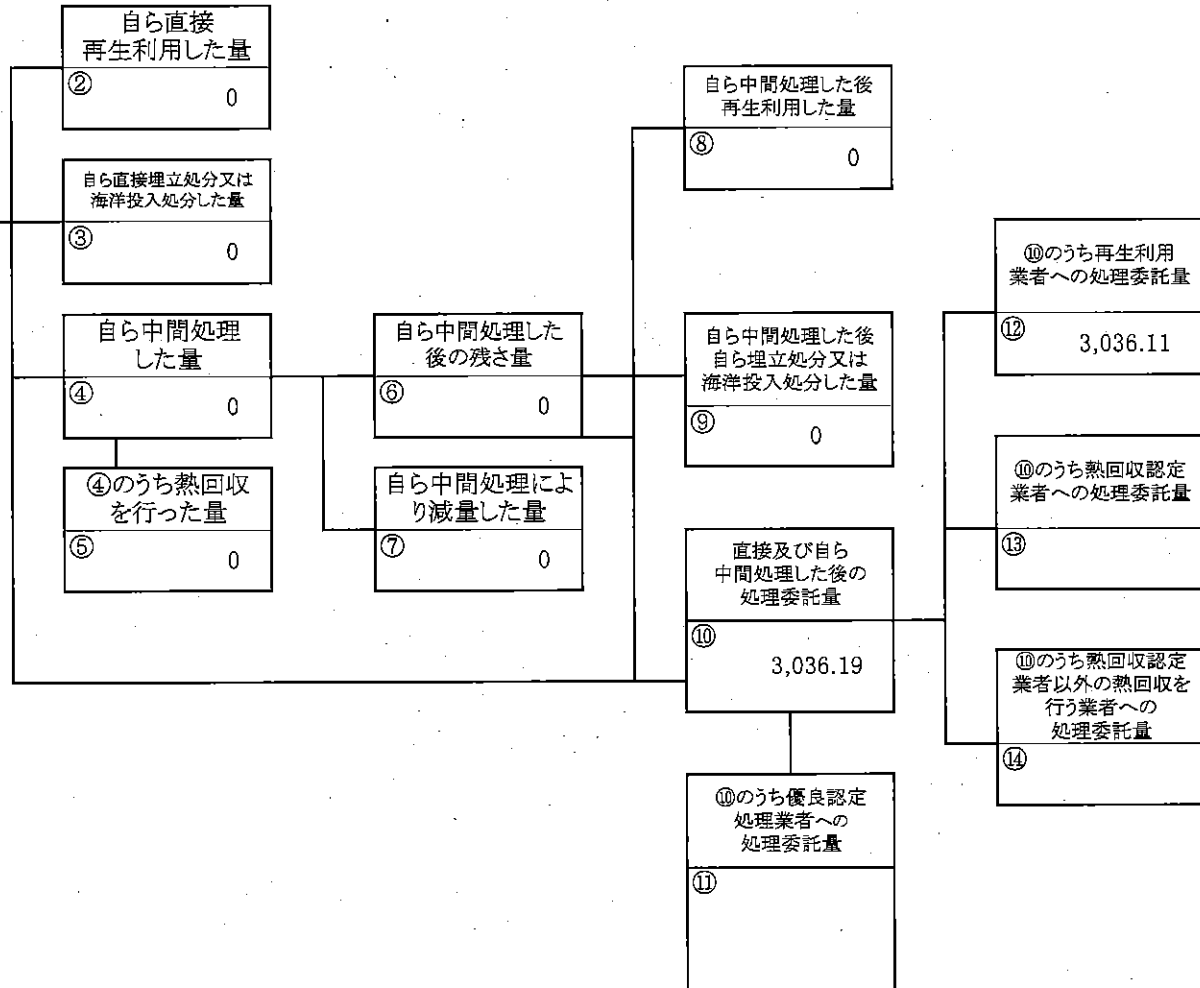 自ら直接
再生利用した量
②
0
自ら直接埋立処分又は
海洋投入処分した量
③
0
自ら中間処理
した量
④
0
④のうち熱回収
を行った量
⑤
0
自ら中間処理した
後の残さ量
⑥
0
自ら中間処理によ
り減量した量
⑦
0
自ら中間処理した後
再生利用した量
⑧
0
自ら中間処理した後
自ら埋立処分又は
海洋投入処分した量
⑨
0
直接及び自ら
中間処理した後の
処理委託量
⑩
3,036.19
⑩のうち優良認定
処理業者への
処理委託量
⑪
⑩のうち再生利用
業者への処理委託量
⑫
3,036.11
⑩のうち熱回収認定
業者への処理委託量
⑬
⑩のうち熱回収認定
業者以外の熱回収を
行う業者への
処理委託量
⑭